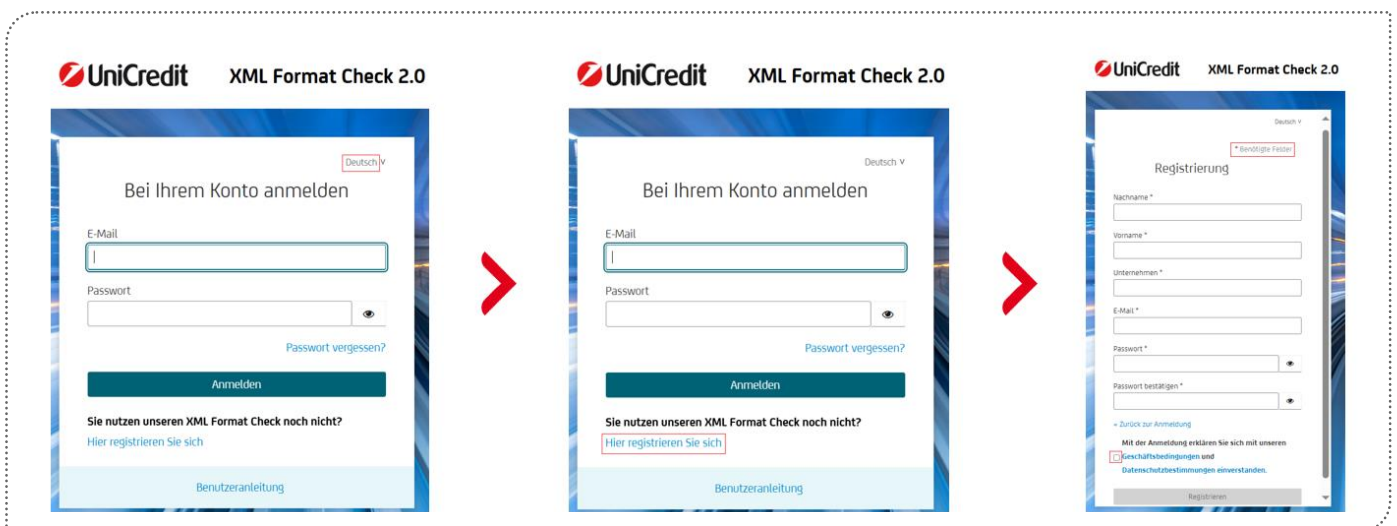 UniCredit XML Format Check 2.0
Deutsch
Bei Ihrem Konto anmelden
E-Mail
Passwort
Passwort vergessen?
Anmelden
Sie nutzen unseren XML Format Check noch nicht?
Hier registrieren Sie sich
Benutzeranleitung
UniCredit XML Format Check 2.0
Deutsch
Bei Ihrem Konto anmelden
E-Mail
Passwort
Passwort vergessen?
Anmelden
Sie nutzen unseren XML Format Check noch nicht?
Hier registrieren Sie sich
Benutzeranleitung
UniCredit XML Format Check 2.0
Deutsch
* Benötigte Felder
Registrierung
Nachname *
Vorname *
Unternehmen *
E-Mail *
Passwort *
Passwort bestätigen *
« Zurück zur Anmeldung
Mit der Anmeldung erklären Sie sich mit unseren
Geschäftsbedingungen und
Datenschutzbestimmungen einverstanden.
Registrieren